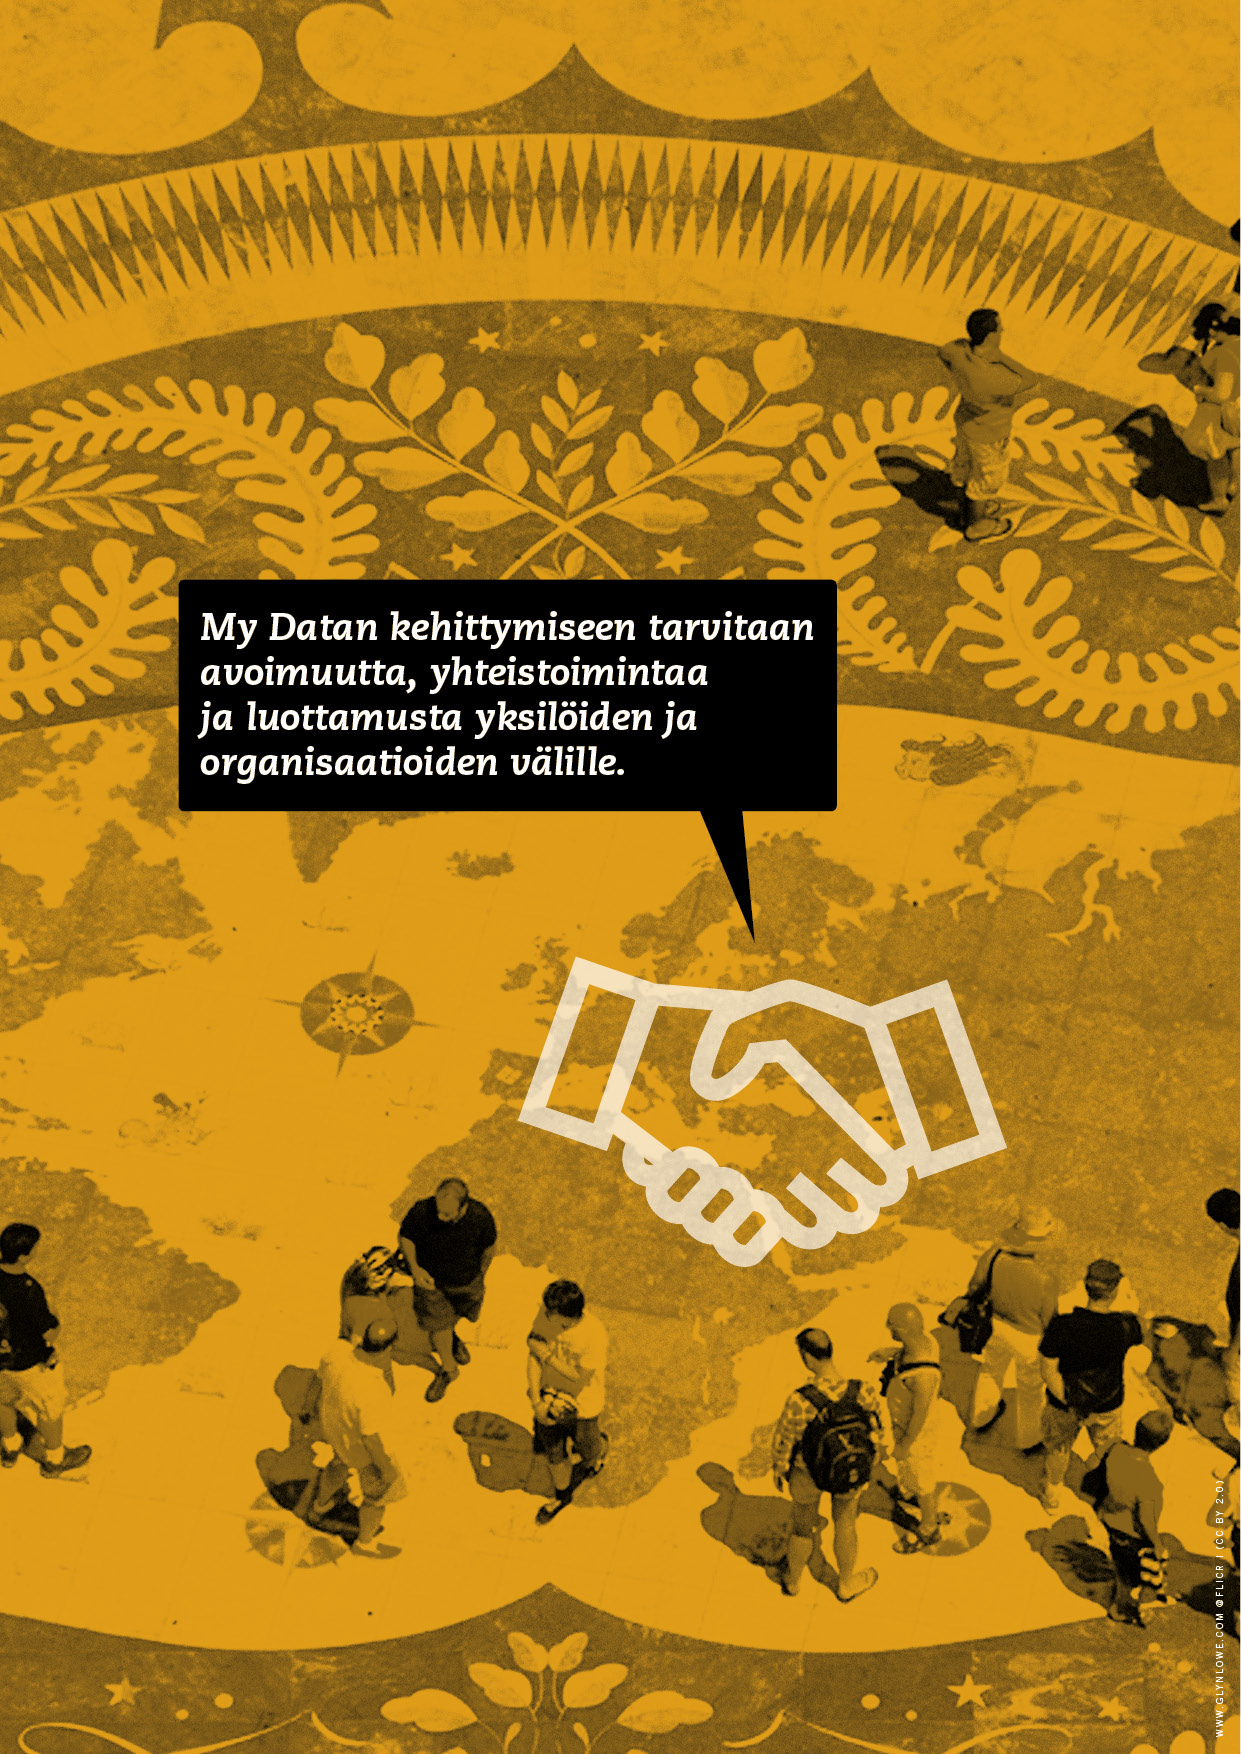 My Datan kehittymiseen tarvitaan
avoimuutta, yhteistoimintaa
ja luottamusta yksilöiden ja
organisaatioiden välille.
WWW.GLYNLOWE.COM @FLICR / (CC BY 2.0)